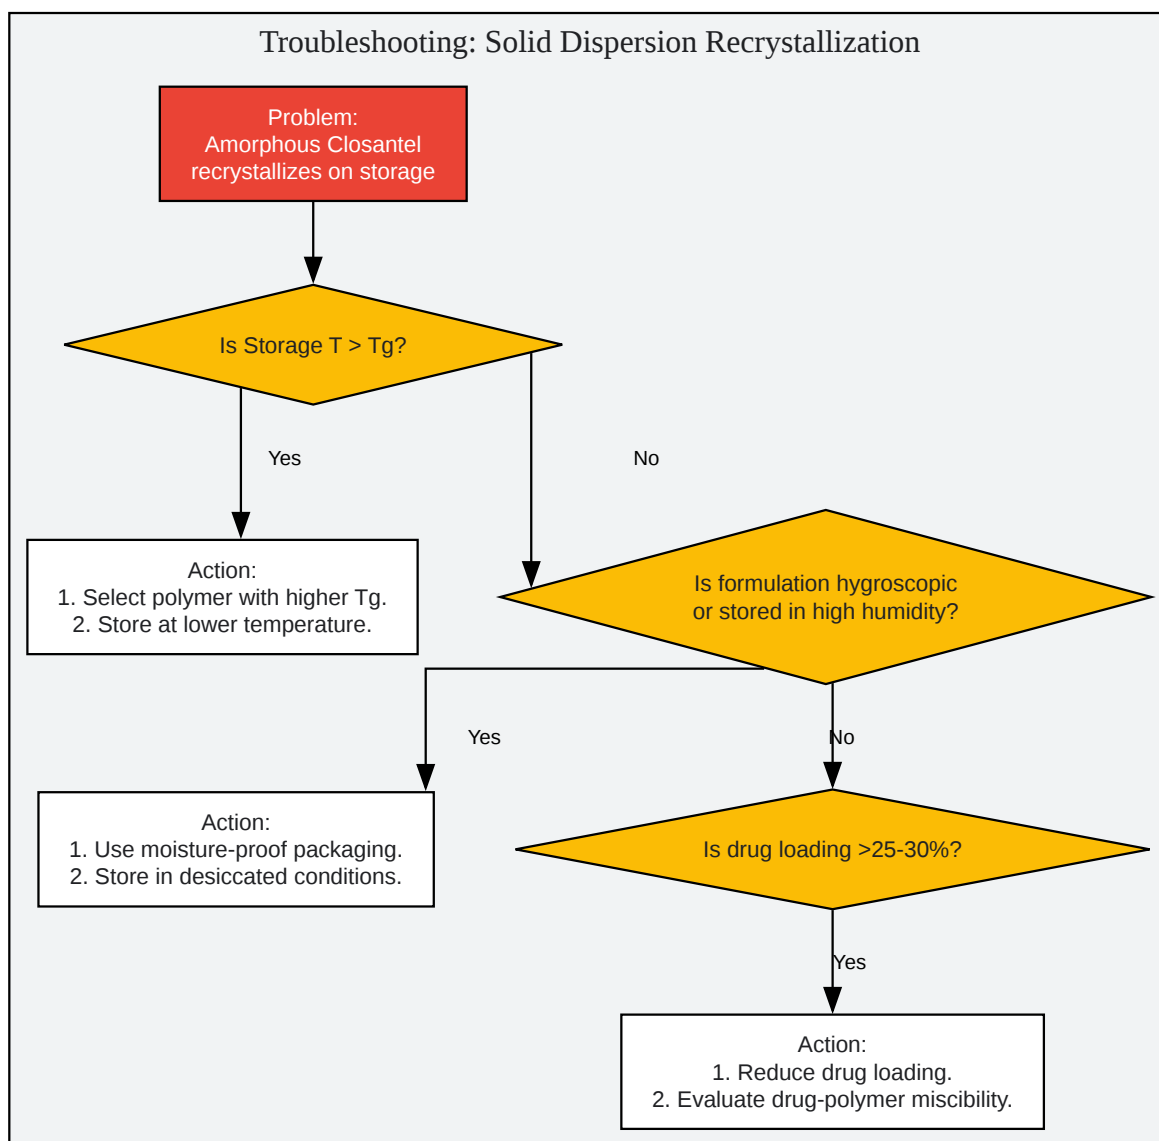 Troubleshooting: Solid Dispersion Recrystallization
Problem:
Amorphous Closantel
recrystallizes on storage
Is Storage T > Tg?
Yes
No
Action:
1. Select polymer with higher Tg.
2. Store at lower temperature.
Is formulation hygroscopic
or stored in high humidity?
Yes
No
Action:
1. Use moisture-proof packaging.
2. Store in desiccated conditions.
Is drug loading >25-30%?
Yes
Action:
1. Reduce drug loading.
2. Evaluate drug-polymer miscibility.